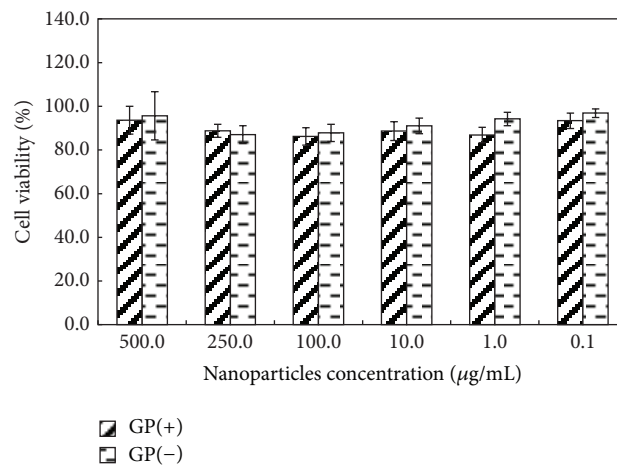 140.0
120.0
100.0
80.0
60.0
40.0
20.0
0.0
Cell viability (%)
500.0 250.0 100.0 10.0 1.0 0.1
Nanoparticles concentration (μg/mL)
GP(+)
GP(−)